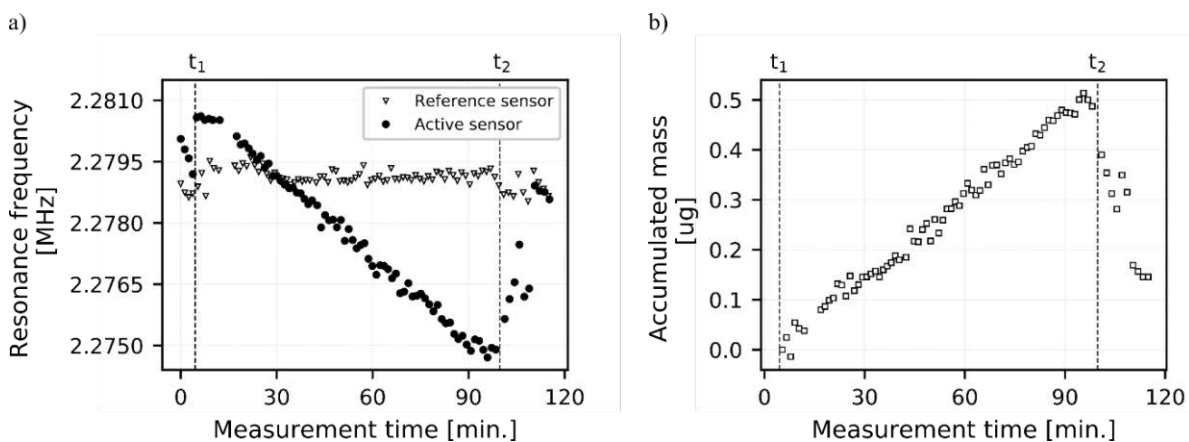 a)
t1
t2
2.2810
2.2795
2.2780
2.2765
2.2750
Resonance frequency
[MHz]
Reference sensor
Active sensor
0
30
60
90
120
Measurement time [min.]
b)
t1
t2
0.5
0.4
0.3
0.2
0.1
0.0
Accumulated mass
[ug]
0
30
60
90
120
Measurement time [min.]